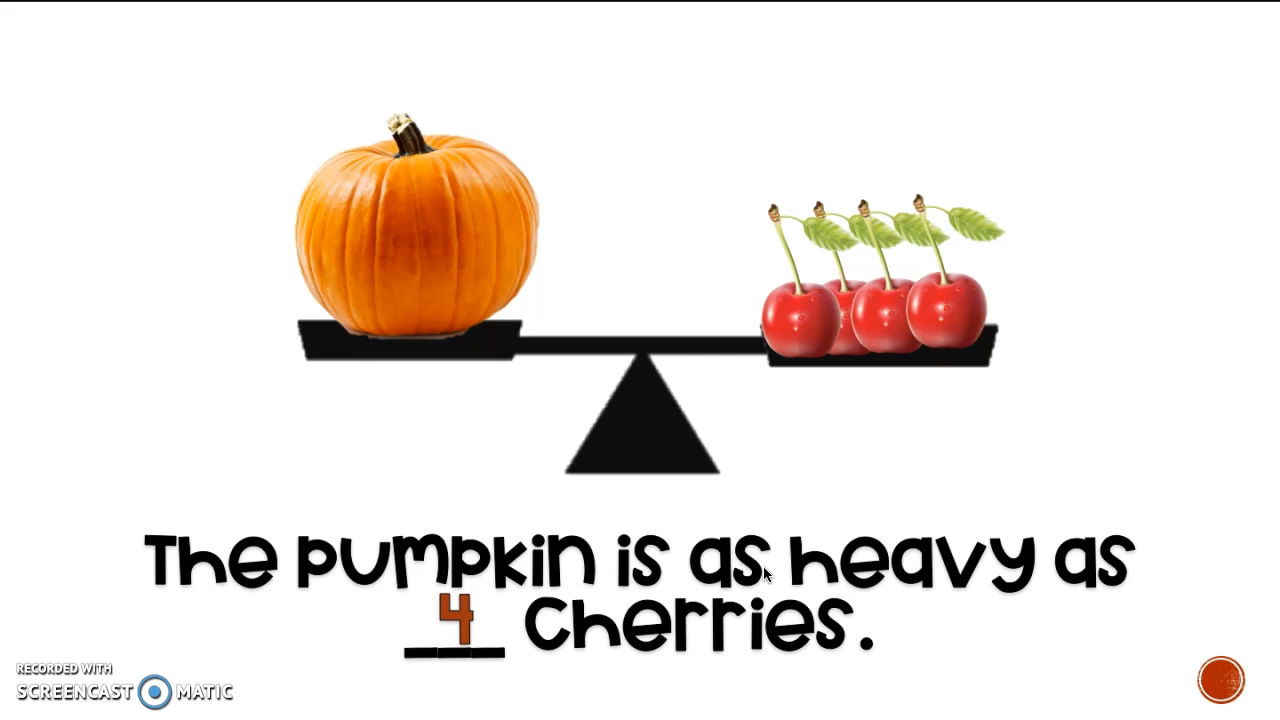 The pumpkin is as heavy as
4 Cherries.
RECORDED WITH
SCREENCAST MATIC